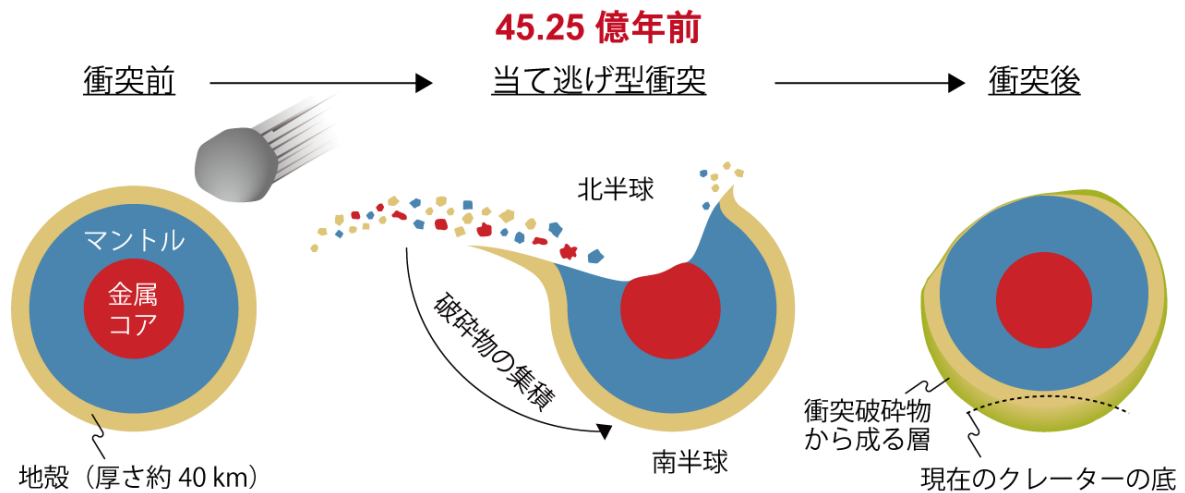 45.25 億年前
衝突前
当て逃げ型衝突
衝突後
北半球
マントル
金属
コア
破砕物の集積
衝突破砕物
から成る層
南半球
地殻（厚さ約 40 km）
現在のクレーターの底